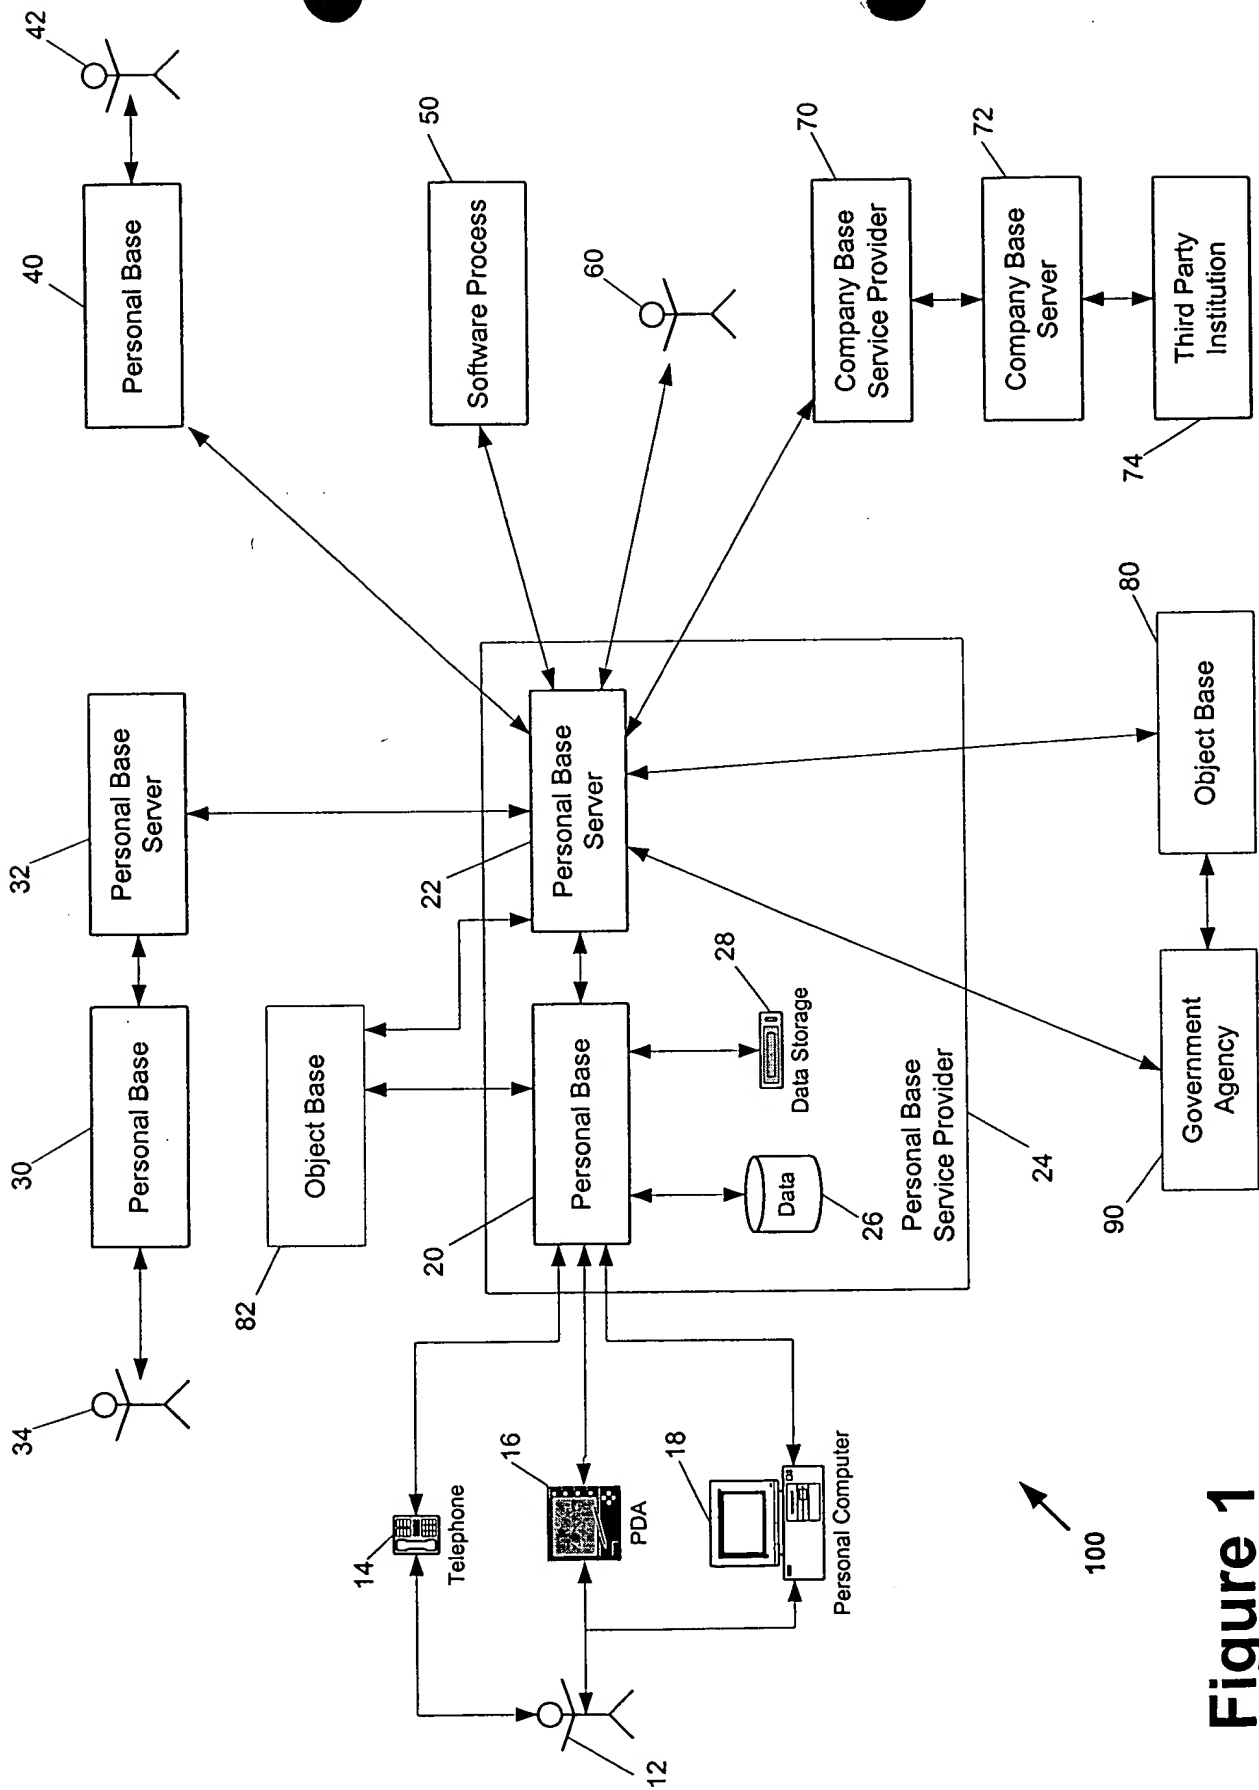 34
30
Personal Base
32
Personal Base
Server
40
Personal Base
42
82
Object Base
50
Software Process
14
Telephone
16
PDA
18
Personal Computer
12
20
Personal Base
22
Personal Base
Server
60
Data
26
28
Data Storage
Personal Base
Service Provider
24
70
Company Base
Service Provider
72
Company Base
Server
Third Party
Institution
74
90
Government
Agency
80
Object Base
100
Figure 1